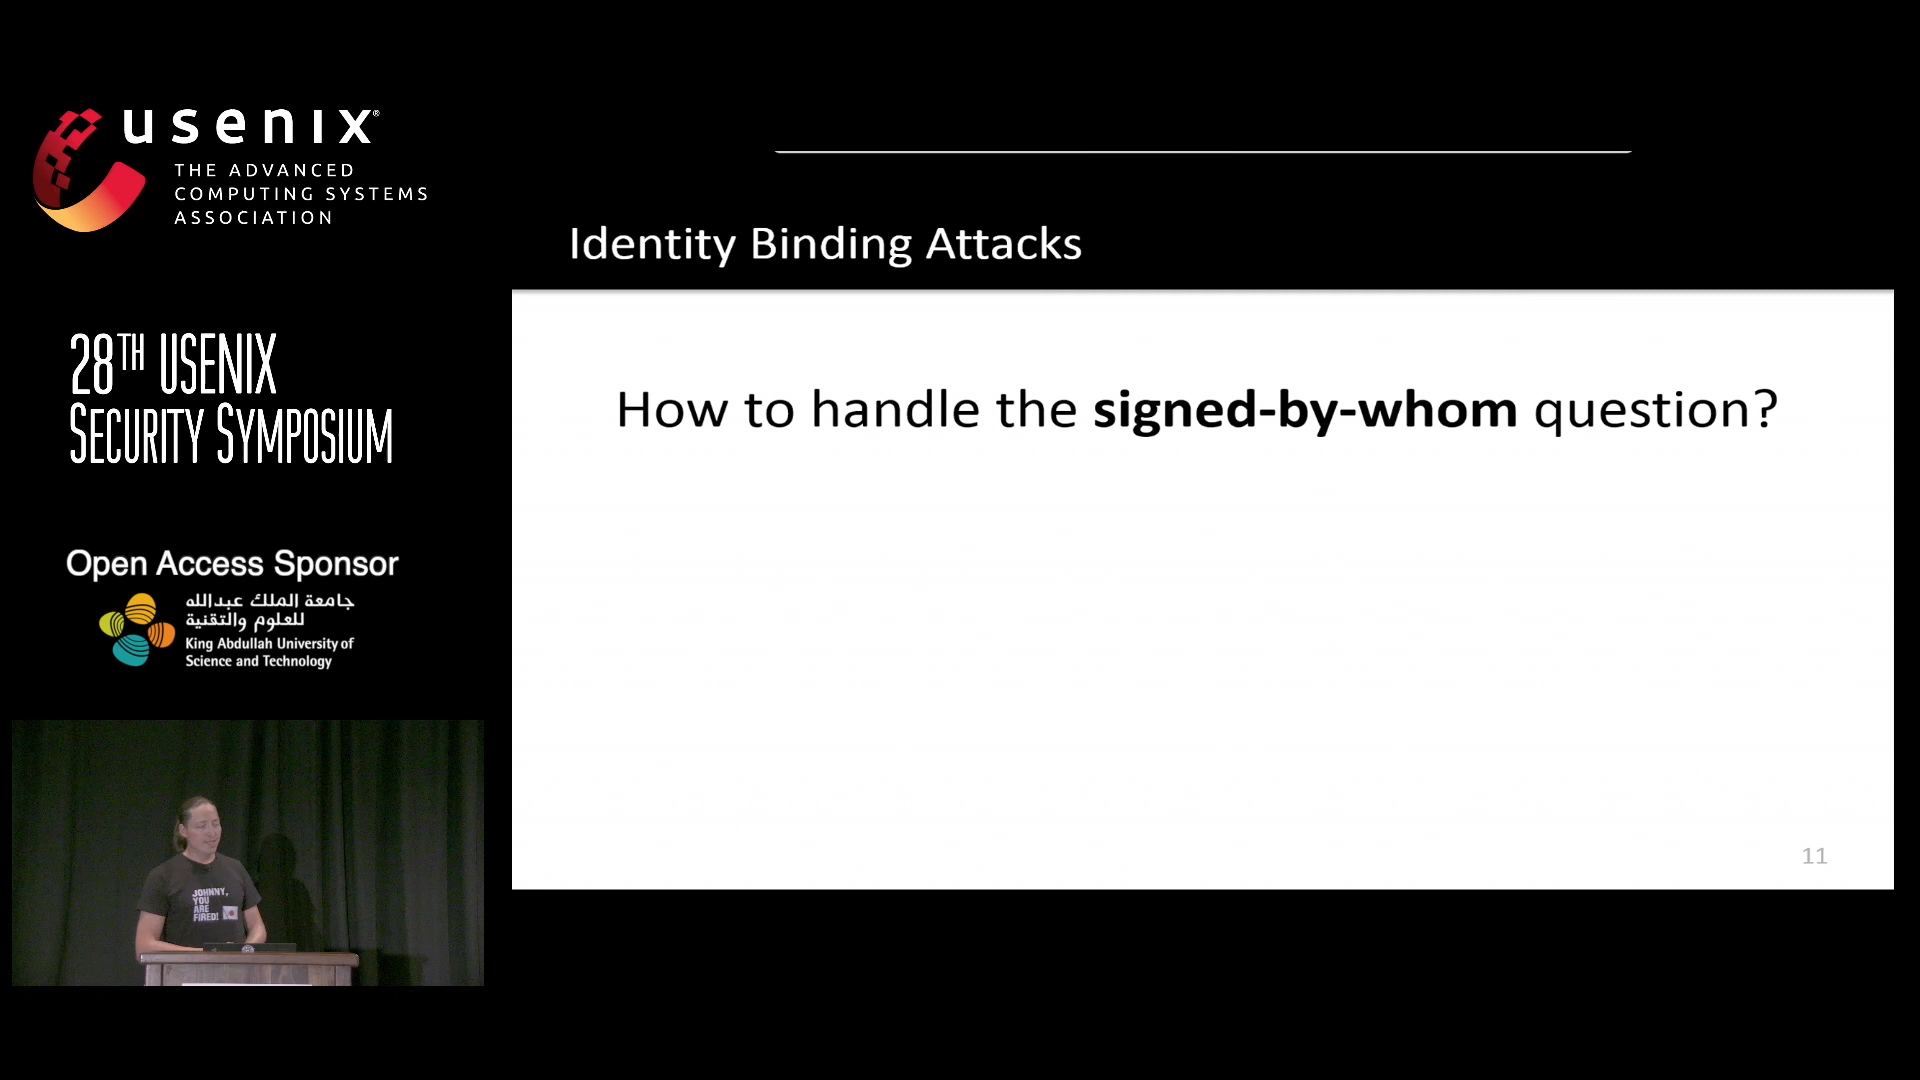 usenix®
THE ADVANCED
COMPUTING SYSTEMS
ASSOCIATION
28TH USENIX
SECURITY SYMPOSIUM
Open Access Sponsor
جامعة الملك عبدالله
للعلوم والتقنية
King Abdullah University of
Science and Technology
JOHNNY,
YOU
ARE
FIRED!
Identity Binding Attacks
How to handle the signed-by-whom question?
11